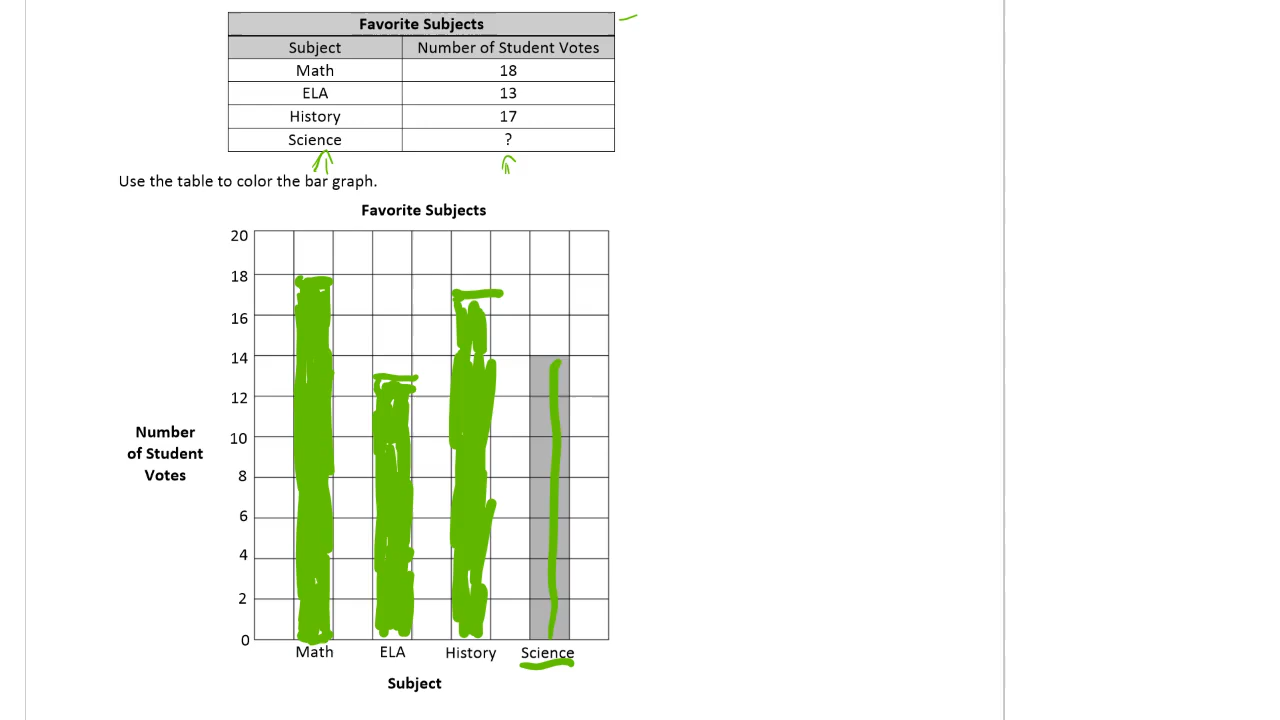 Favorite Subjects
Subject Number of Student Votes
Math 18
ELA 13
History 17
Science ?
Use the table to color the bar graph.
Favorite Subjects
20
18
16
14
12
10
8
6
4
2
0
Number
of Student
Votes
Math ELA History Science
Subject